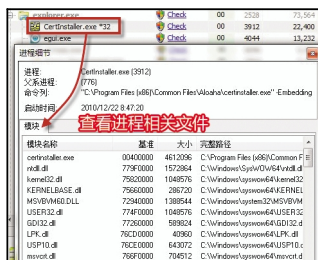 explorer.exe Check 00 2528 73,564
CertInstaller.exe *32 Check 00 3912 22,400
egui.exe Check 00 4044 13,232
进程细节
进程: CertInstaller.exe (3912)
父系进程: (776)
命令列: "C:\Program Files (x86)\Common Files\Aloaha\certinstaller.exe" -Embedding
启动时间 2010/12/22 8:47:20
模块
查看进程相关文件
模块名称 基准 大小 完整路径
certinstaller.exe 00400000 4612096 C:\Program Files (x86)\Common F
ntdll.dll 779F0000 1572864 C:\Windows\SysWOW64\ntdll.dl
kernel32.dll 75820000 1048576 C:\Windows\syswow64\kernel32
KERNELBASE.dll 75660000 286720 C:\Windows\syswow64\KERNEL
MSVBVM60.DLL 72940000 1388544 C:\Windows\system32\MSVBVM
USER32.dll 774F0000 1048576 C:\Windows\syswow64\USER32
GDI32.dll 77260000 589824 C:\Windows\syswow64\GDI32.d
LPK.dll 76CD0000 40960 C:\Windows\syswow64\LPK.dll
USP10.dll 76CE0000 643072 C:\Windows\syswow64\USP10.c
msvcrt.dll 766F0000 704512 C:\Windows\syswow64\msvcrt.d